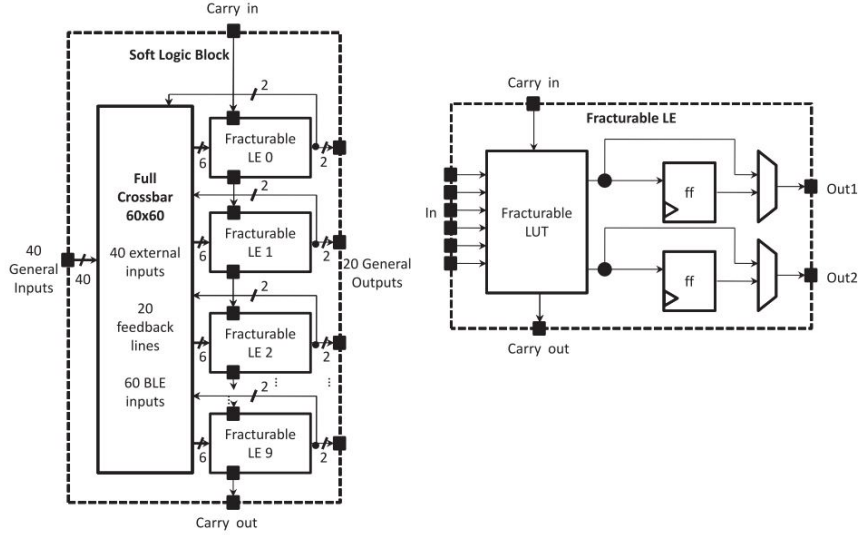 Carry in
Soft Logic Block
2
Fracturable
LE 0
6
2
Full
Crossbar
60x60
2
Fracturable
LE 1
6
2
40
General
Inputs
40
40 external
inputs
20 General
Outputs
2
20
feedback
lines
Fracturable
LE 2
6
2
60 BLE
inputs
2
Fracturable
LE 9
6
2
Carry out
Carry in
Fracturable LE
In
Fracturable
LUT
ff
Out1
ff
Out2
Carry out